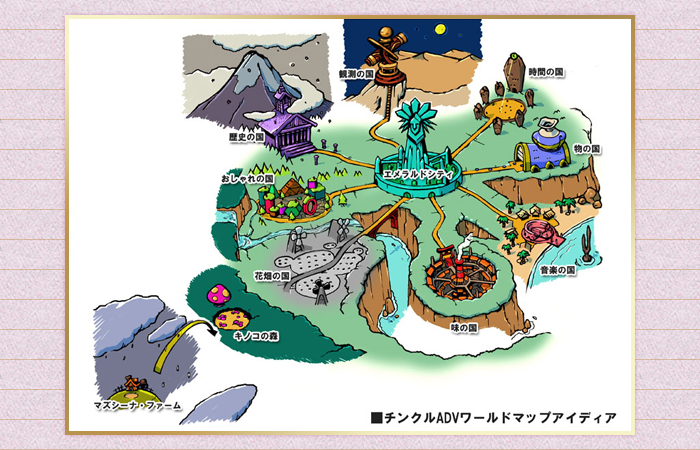 観測の国
時間の国
歴史の国
物の国
エメラルドシティ
おしゃれの国
花畑の国
音楽の国
味の国
キノコの森
マズシーナ・ファーム
■チンクルADVワールドマップアイディア